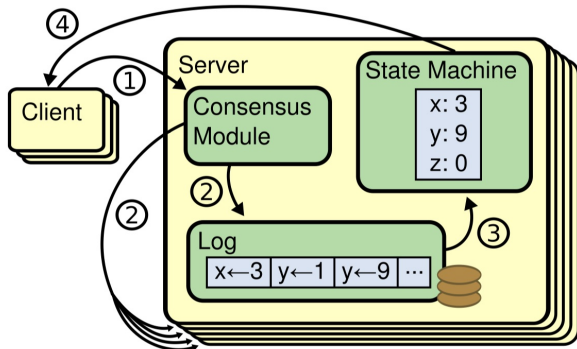 ④
①
Server
State Machine
Client
Consensus
Module
x: 3
y: 9
z: 0
②
②
③
Log
x←3 y←1 y←9 ...